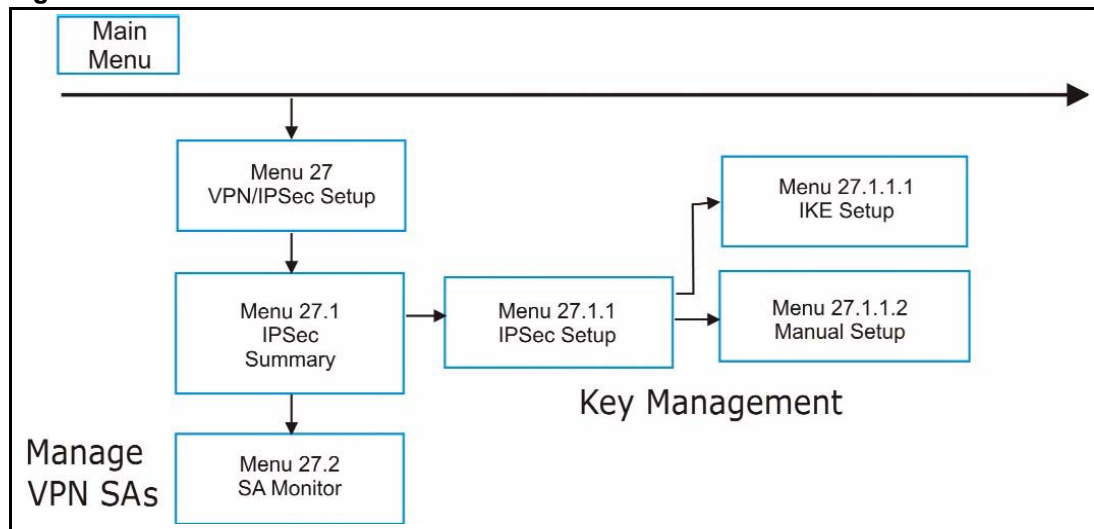 Main
Menu
Menu 27
VPN/IPSec Setup
Menu 27.1
IPSec
Summary
Menu 27.1.1
IPSec Setup
Menu 27.1.1.1
IKE Setup
Menu 27.1.1.2
Manual Setup
Key Management
Manage
VPN SAs
Menu 27.2
SA Monitor